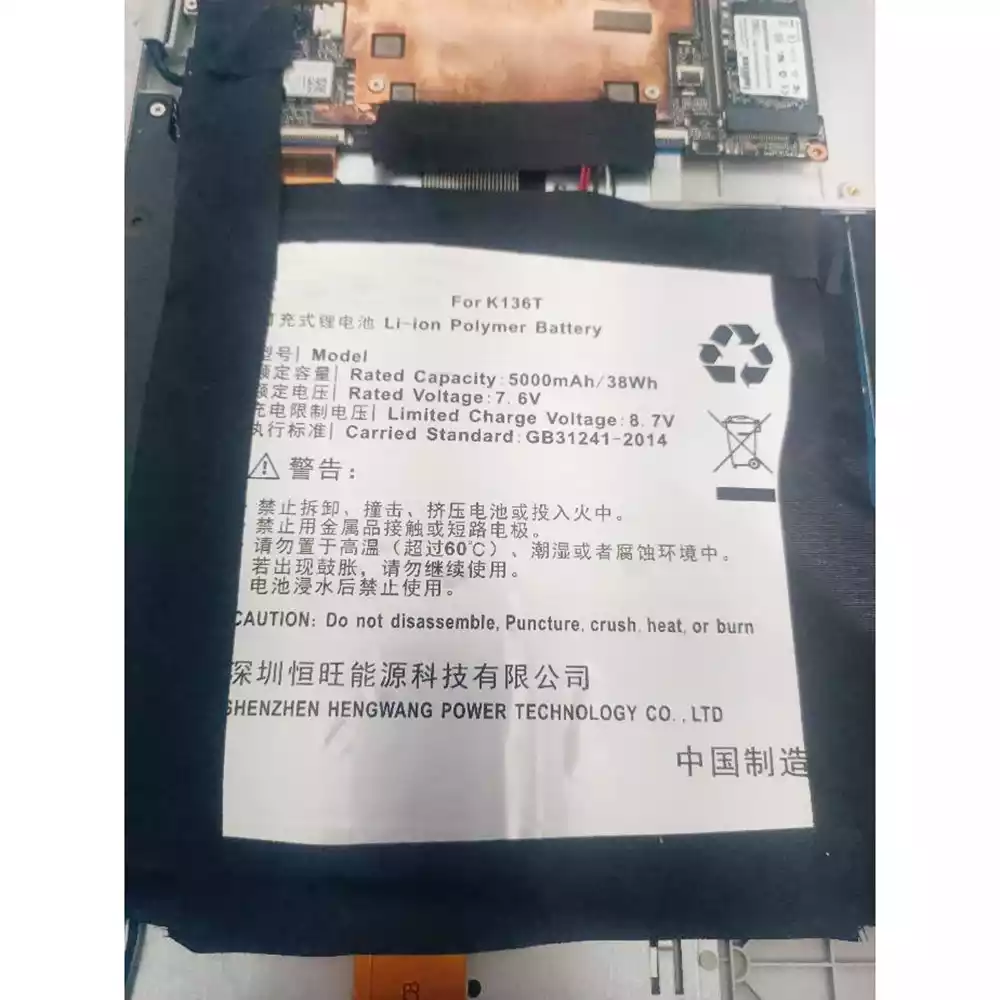 For K136T
充式锂电池 Li-ion Polymer Battery
型号| Model
额定容量| Rated Capacity: 5000mAh/38Wh
额定电压| Rated Voltage: 7.6V
充电限制电压| Limited Charge Voltage: 8.7V
执行标准| Carried Standard: GB31241-2014
警告：
禁止拆卸、撞击、挤压电池或投入火中。
禁止用金属品接触或短路电极。
请勿置于高温（超过60℃）、潮湿或者腐蚀环境中。
若出现鼓胀，请勿继续使用。
电池浸水后禁止使用。
CAUTION: Do not disassemble, Puncture, crush, heat, or burn
深圳恒旺能源科技有限公司
SHENZHEN HENGWANG POWER TECHNOLOGY CO.,LTD
中国制造